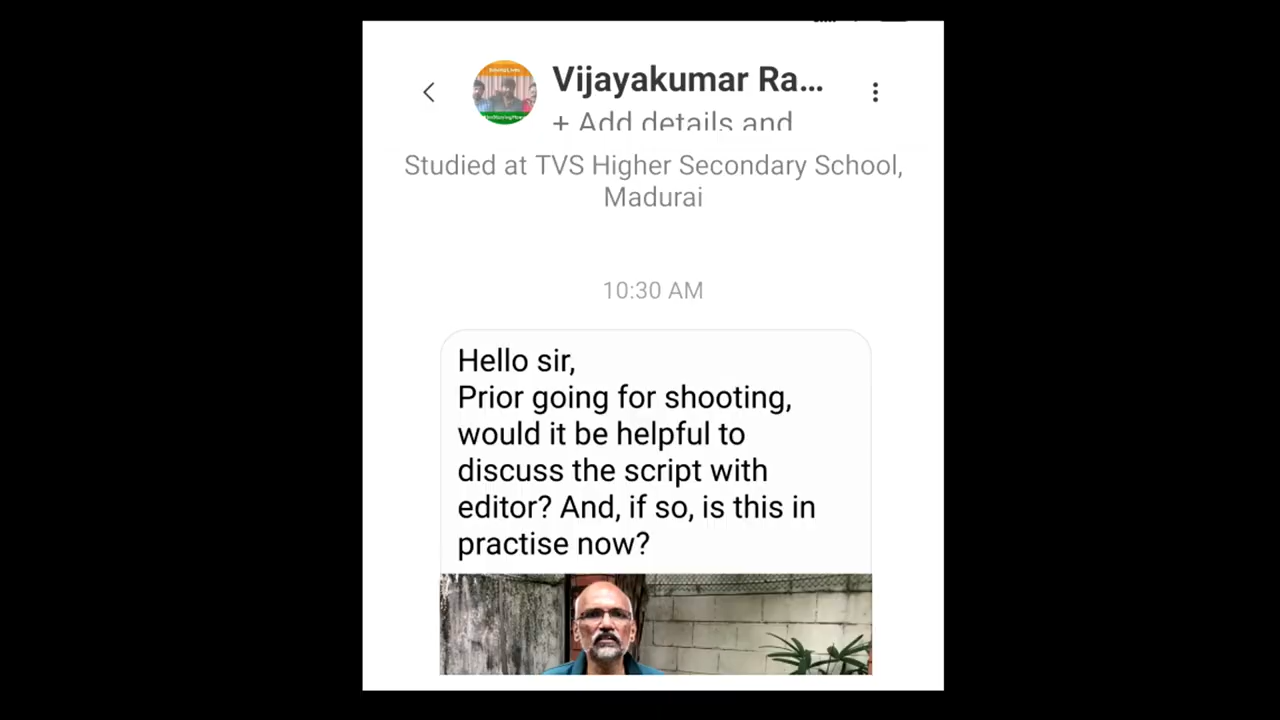 Vijayakumar Ra...
+ Add details and
Studied at TVS Higher Secondary School,
Madurai
10:30 AM
Hello sir,
Prior going for shooting,
would it be helpful to
discuss the script with
editor? And, if so, is this in
practise now?